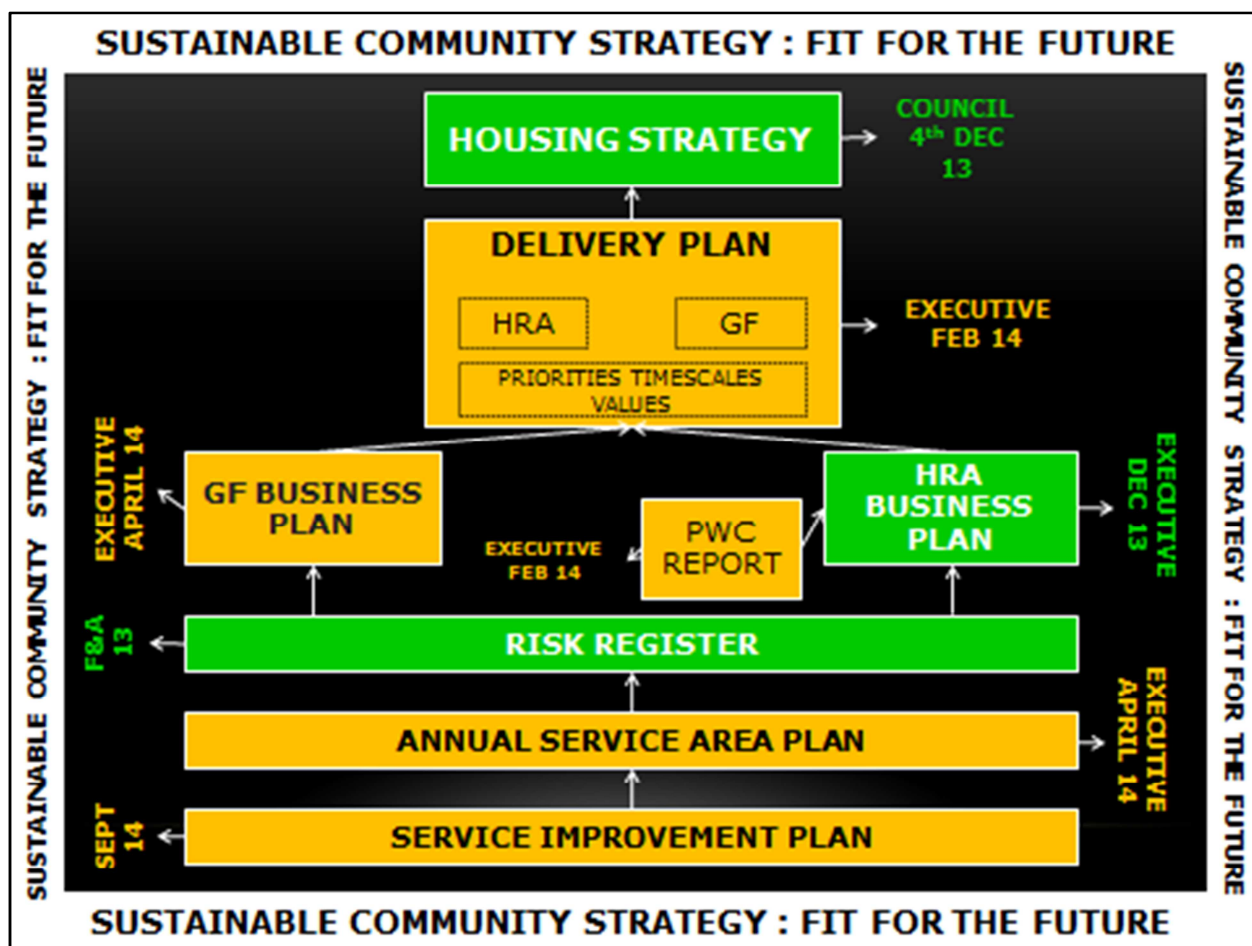 SUSTAINABLE COMMUNITY STRATEGY : FIT FOR THE FUTURE
SUSTAINABLE COMMUNITY STRATEGY : FIT FOR THE FUTURE
SUSTAINABLE COMMUNITY STRATEGY : FIT FOR THE FUTURE
HOUSING STRATEGY
COUNCIL
4th DEC
13
DELIVERY PLAN
HRA
GF
PRIORITIES TIMESCALES
VALUES
EXECUTIVE
FEB 14
EXECUTIVE
APRIL 14
GF BUSINESS
PLAN
EXECUTIVE
FEB 14
PWC
REPORT
HRA
BUSINESS
PLAN
EXECUTIVE
DEC 13
F&A
13
RISK REGISTER
ANNUAL SERVICE AREA PLAN
EXECUTIVE
APRIL 14
SEPT
14
SERVICE IMPROVEMENT PLAN
SUSTAINABLE COMMUNITY STRATEGY : FIT FOR THE FUTURE